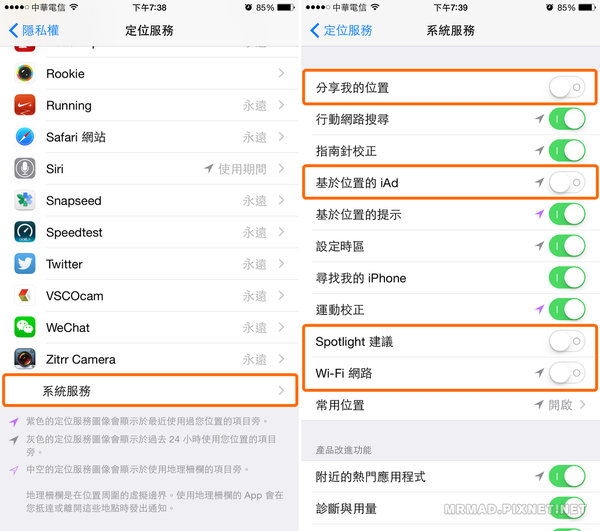 中華電信
下午7:38
85%
隱私權
定位服務
Rookie
Running
永遠
Safari 網站
永遠
Siri
使用期間
Snapseed
永遠
Speedtest
永遠
Twitter
永遠
VSCOcam
永遠
WeChat
永遠
Zitrr Camera
永遠
系統服務
紫色的定位服務圖像會顯示於最近使用過您位置的項目旁。
灰色的定位服務圖像會顯示於過去 24 小時使用您位置的項目旁。
中空的定位服務圖像會顯示於使用地理柵欄的項目旁。
地理柵欄是在位置周圍的虛擬邊界。使用地理柵欄的 App 會在
您抵達或離開這些地點時發出通知。
中華電信
下午7:39
85%
定位服務
系統服務
分享我的位置
行動網路搜尋
指南針校正
基於位置的 iAd
基於位置的提示
設定時區
尋找我的 iPhone
運動校正
Spotlight 建議
Wi-Fi 網路
常用位置
開啟
產品改進功能
附近的熱門應用程式
診斷與用量
MRMAD.PIXNET.NET